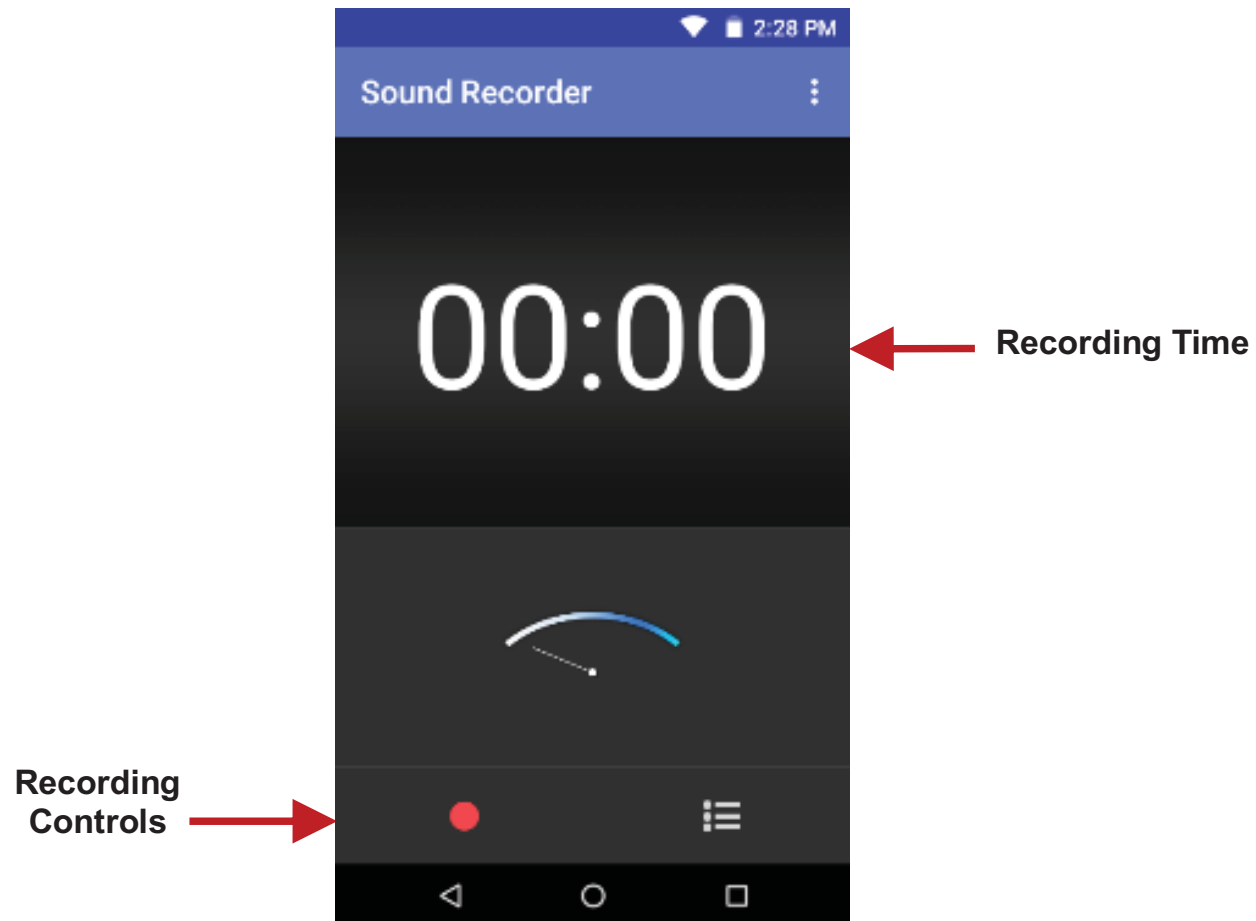 2:28 PM
Sound Recorder
00:00
Recording Time
Recording
Controls